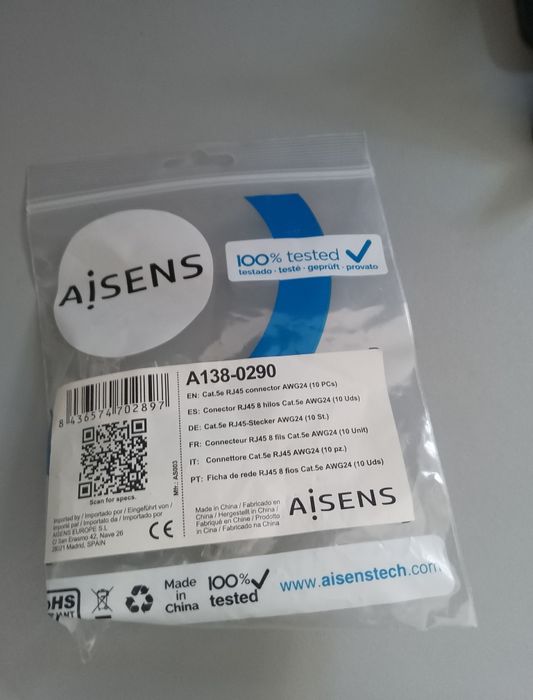 AiSENS
100% tested
testado · testé · geprüft · provato
A138-0290
EN: Cat.5e RJ45 connector AWG24 (10 PCs)
ES: Conector RJ45 8 hilos Cat.5e AWG24 (10 Uds)
DE: Cat.5e RJ45-Stecker AWG24 (10 St.)
FR: Connecteur RJ45 8 fils Cat.5e AWG24 (10 Unit)
IT: Connettore Cat.5e RJ45 AWG24 (10 pz.)
PT: Ficha de rede RJ45 8 fios Cat.5e AWG24 (10 Uds)
8 436574 702897
Scan for specs.
Mfr.: AS003
Imported by / Importado por / Eingeführt von /
Importé par / Importato da / Importado por
AISENS EUROPE S.L
C/ San Erasmo 42, Nave 26
28021 Madrid, SPAIN
CE
Made in China / Fabricado en
China / Hergestellt in China /
Fabriqué en Chine / Prodotto
in Cina / Fabricado na China
AiSENS
Made
in
China
100%
tested
www.aisenstech.com